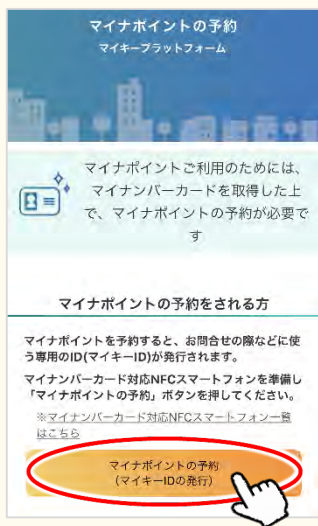 マイナポイントの予約
マイキープラットフォーム
マイナポイントご利用のためには、
マイナンバーカードを取得した上
で、マイナポイントの予約が必要で
す
マイナポイントの予約をされる方
マイナポイントを予約すると、お問合せの際などに使
う専用のID(マイキーID)が発行されます。
マイナンバーカード対応NFCスマートフォンを準備し
「マイナポイントの予約」ボタンを押してください。
※マイナンバーカード対応NFCスマートフォン一覧
はこちら
マイナポイントの予約
(マイキーIDの発行)